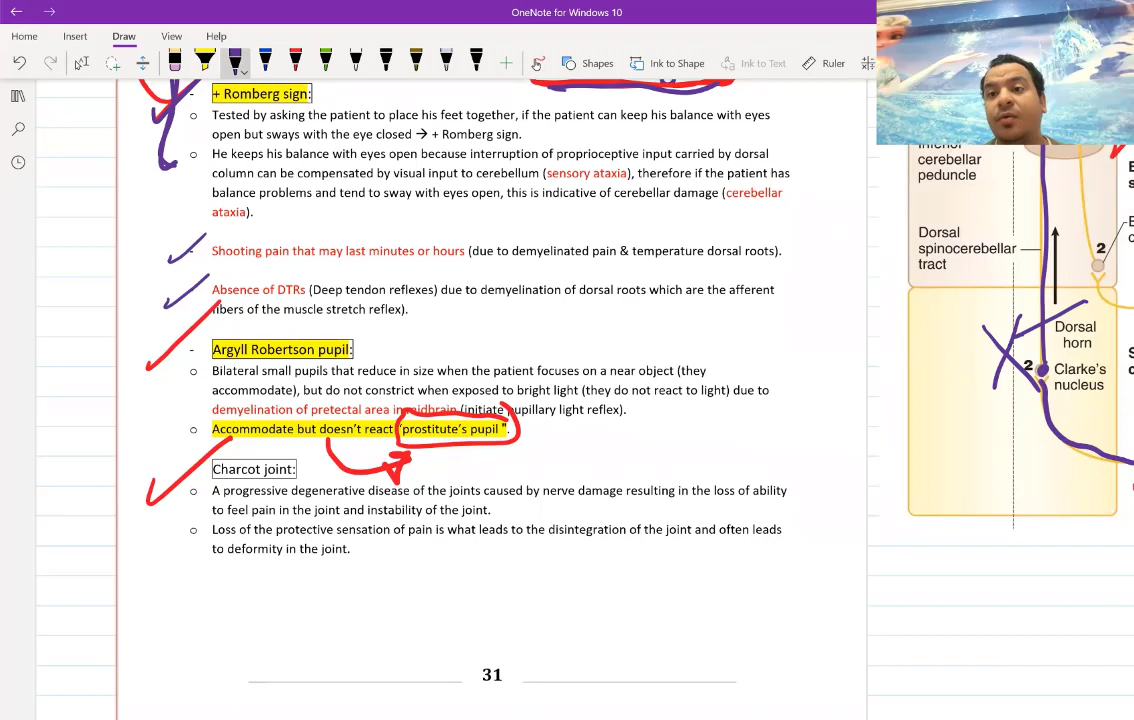 OneNote for Windows 10
Home Insert Draw View Help
Shapes Ink to Shape Ink to Text Ruler
- + Romberg sign:
o Tested by asking the patient to place his feet together, if the patient can keep his balance with eyes
open but sways with the eye closed → + Romberg sign.
o He keeps his balance with eyes open because interruption of proprioceptive input carried by dorsal
column can be compensated by visual input to cerebellum (sensory ataxia), therefore if the patient has
balance problems and tend to sway with eyes open, this is indicative of cerebellar damage (cerebellar
ataxia).
- Shooting pain that may last minutes or hours (due to demyelinated pain & temperature dorsal roots).
Absence of DTRs (Deep tendon reflexes) due to demyelination of dorsal roots which are the afferent
fibers of the muscle stretch reflex).
- Argyll Robertson pupil:
o Bilateral small pupils that reduce in size when the patient focuses on a near object (they
accommodate), but do not constrict when exposed to bright light (they do not react to light) due to
demyelination of pretectal area in midbrain (initiate pupillary light reflex).
o Accommodate but doesn't react "prostitute's pupil ".
Charcot joint:
o A progressive degenerative disease of the joints caused by nerve damage resulting in the loss of ability
to feel pain in the joint and instability of the joint.
o Loss of the protective sensation of pain is what leads to the disintegration of the joint and often leads
to deformity in the joint.
31
cerebellar
peduncle
Dorsal
spinocerebellar
tract
2
Dorsal
horn
2 Clarke's
nucleus